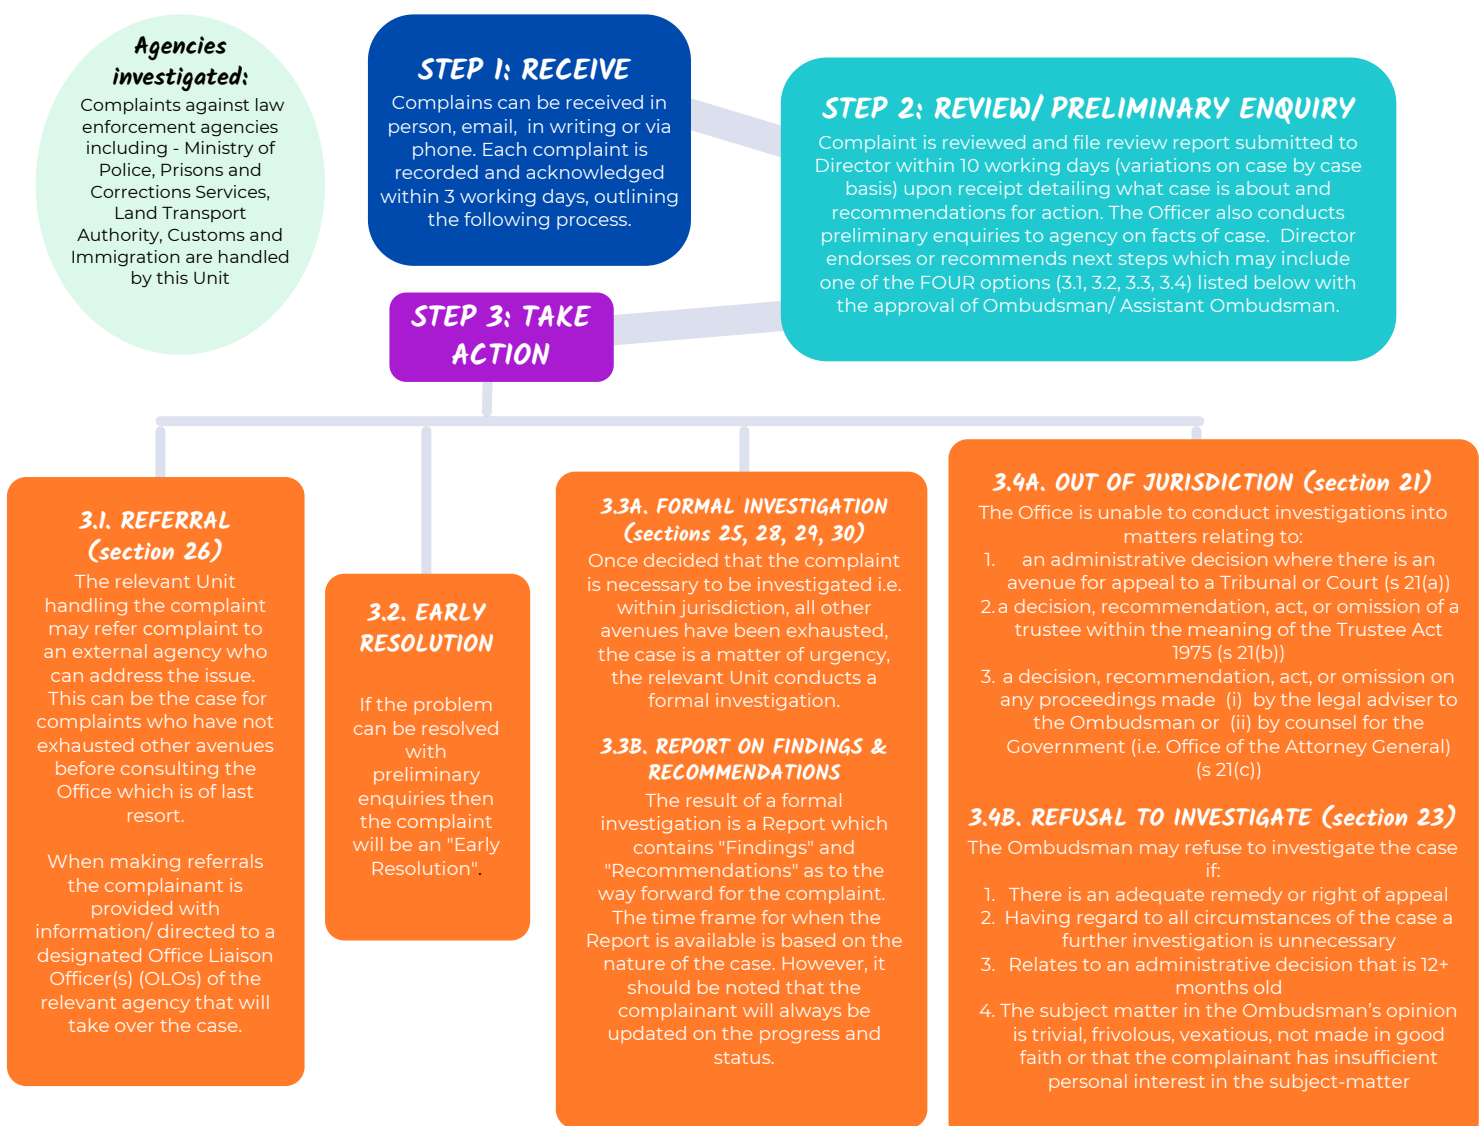 Agencies
investigated:
Complaints against law
enforcement agencies
including - Ministry of
Police, Prisons and
Corrections Services,
Land Transport
Authority, Customs and
Immigration are handled
by this Unit
STEP 1: RECEIVE
Complains can be received in
person, email, in writing or via
phone. Each complaint is
recorded and acknowledged
within 3 working days, outlining
the following process.
STEP 2: REVIEW/ PRELIMINARY ENQUIRY
Complaint is reviewed and file review report submitted to
Director within 10 working days (variations on case by case
basis) upon receipt detailing what case is about and
recommendations for action. The Officer also conducts
preliminary enquiries to agency on facts of case. Director
endorses or recommends next steps which may include
one of the FOUR options (3.1, 3.2, 3.3, 3.4) listed below with
the approval of Ombudsman/ Assistant Ombudsman.
STEP 3: TAKE
ACTION
3.1. REFERRAL
(section 26)
The relevant Unit
handling the complaint
may refer complaint to
an external agency who
can address the issue.
This can be the case for
complaints who have not
exhausted other avenues
before consulting the
Office which is of last
resort.
When making referrals
the complainant is
provided with
information/ directed to a
designated Office Liaison
Officer(s) (OLOs) of the
relevant agency that will
take over the case.
3.2. EARLY
RESOLUTION
If the problem
can be resolved
with
preliminary
enquiries then
the complaint
will be an "Early
Resolution".
3.3A. FORMAL INVESTIGATION
(sections 25, 28, 29, 30)
Once decided that the complaint
is necessary to be investigated i.e.
within jurisdiction, all other
avenues have been exhausted,
the case is a matter of urgency,
the relevant Unit conducts a
formal investigation.
3.3B. REPORT ON FINDINGS &
RECOMMENDATIONS
The result of a formal
investigation is a Report which
contains "Findings" and
"Recommendations" as to the
way forward for the complaint.
The time frame for when the
Report is available is based on the
nature of the case. However, it
should be noted that the
complainant will always be
updated on the progress and
status.
3.4A. OUT OF JURISDICTION (section 21)
The Office is unable to conduct investigations into
matters relating to:
1. an administrative decision where there is an
avenue for appeal to a Tribunal or Court (s 21(a))
2. a decision, recommendation, act, or omission of a
trustee within the meaning of the Trustee Act
1975 (s 21(b))
3. a decision, recommendation, act, or omission on
any proceedings made (i) by the legal adviser to
the Ombudsman or (ii) by counsel for the
Government (i.e. Office of the Attorney General)
(s 21(c))
3.4B. REFUSAL TO INVESTIGATE (section 23)
The Ombudsman may refuse to investigate the case
if:
1. There is an adequate remedy or right of appeal
2. Having regard to all circumstances of the case a
further investigation is unnecessary
3. Relates to an administrative decision that is 12+
months old
4. The subject matter in the Ombudsman's opinion
is trivial, frivolous, vexatious, not made in good
faith or that the complainant has insufficient
personal interest in the subject-matter